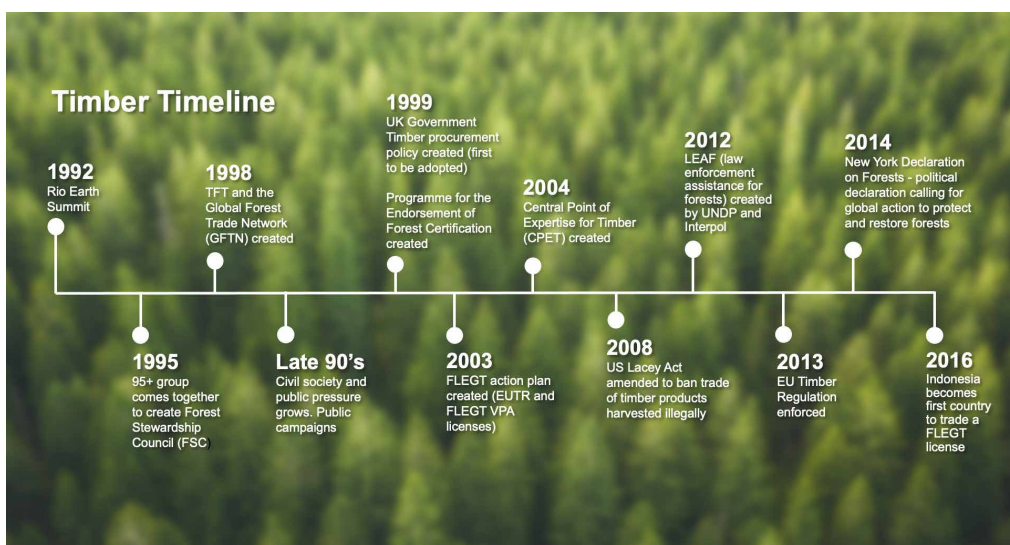 Timber Timeline
1992
Rio Earth
Summit
1995
95+ group
comes together
to create Forest
Stewardship
Council (FSC)
1998
TFT and the
Global Forest
Trade Network
(GFTN) created
Late 90’s
Civil society and
public pressure
grows. Public
campaigns
1999
UK Government
Timber procurement
policy created (first
to be adopted)
Programme for the
Endorsement of
Forest Certification
created
2003
FLEGT action plan
created (EUTR and
FLEGT VPA
licenses)
2004
Central Point of
Expertise for Timber
(CPET) created
2008
US Lacey Act
amended to ban trade
of timber products
harvested illegally
2012
LEAF (law
enforcement
assistance for
forests) created
by UNDP and
Interpol
2013
EU Timber
Regulation
enforced
2014
New York Declaration
on Forests - political
declaration calling for
global action to protect
and restore forests
2016
Indonesia
becomes
first country
to trade a
FLEGT
license